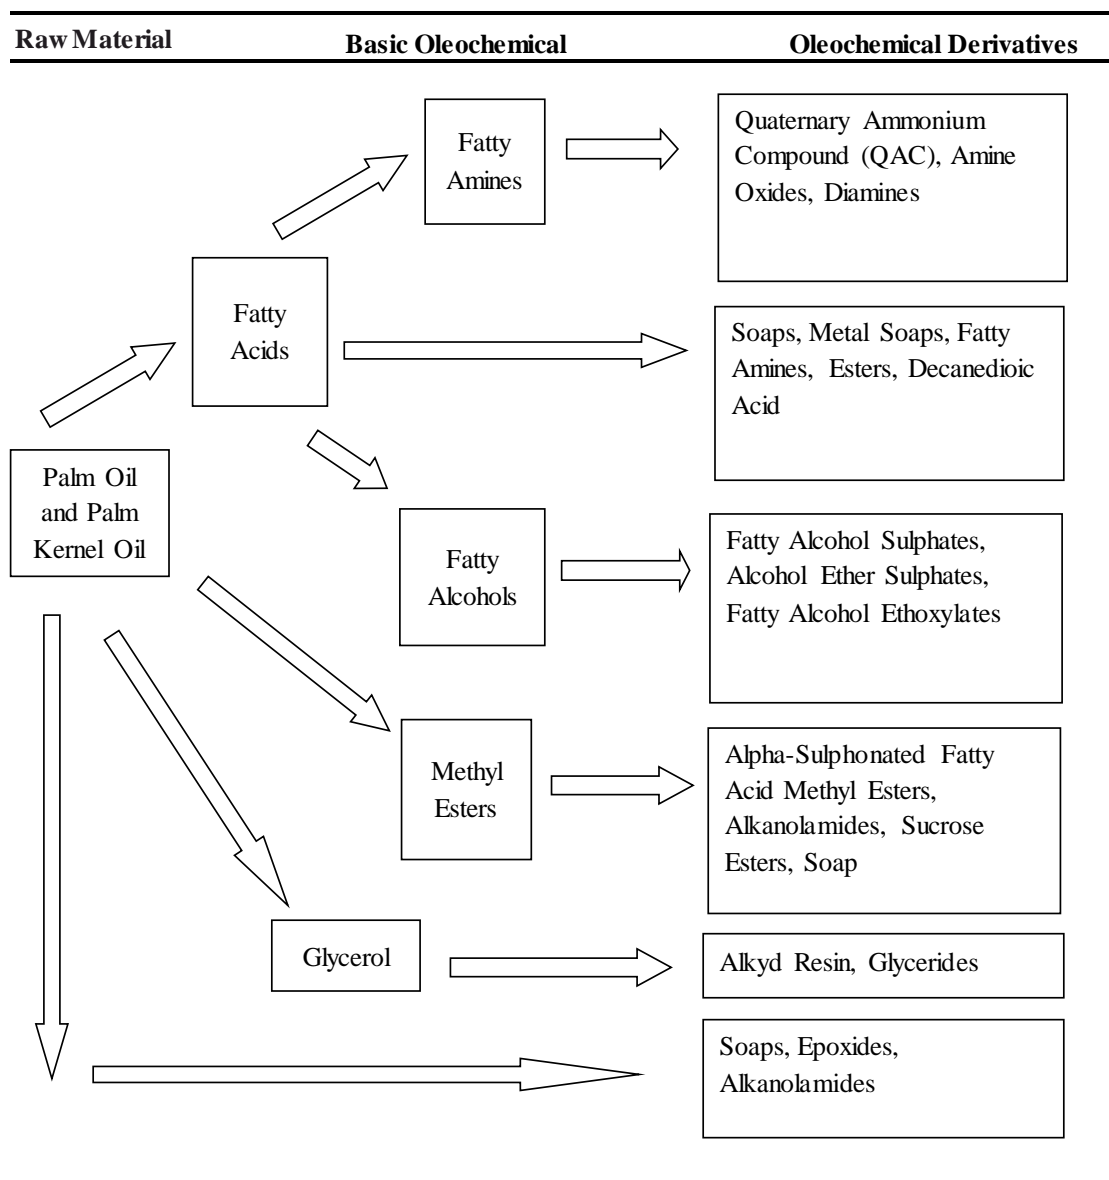 Raw Material
Basic Oleochemical
Oleochemical Derivatives
Fatty
Amines
Quaternary Ammonium
Compound (QAC), Amine
Oxides, Diamines
Fatty
Acids
Soaps, Metal Soaps, Fatty
Amines, Esters, Decanedioic
Acid
Palm Oil
and Palm
Kernel Oil
Fatty
Alcohols
Fatty Alcohol Sulphates,
Alcohol Ether Sulphates,
Fatty Alcohol Ethoxylates
Methyl
Esters
Alpha-Sulphonated Fatty
Acid Methyl Esters,
Alkanolamides, Sucrose
Esters, Soap
Glycerol
Alkyd Resin, Glycerides
Soaps, Epoxides,
Alkanolamides